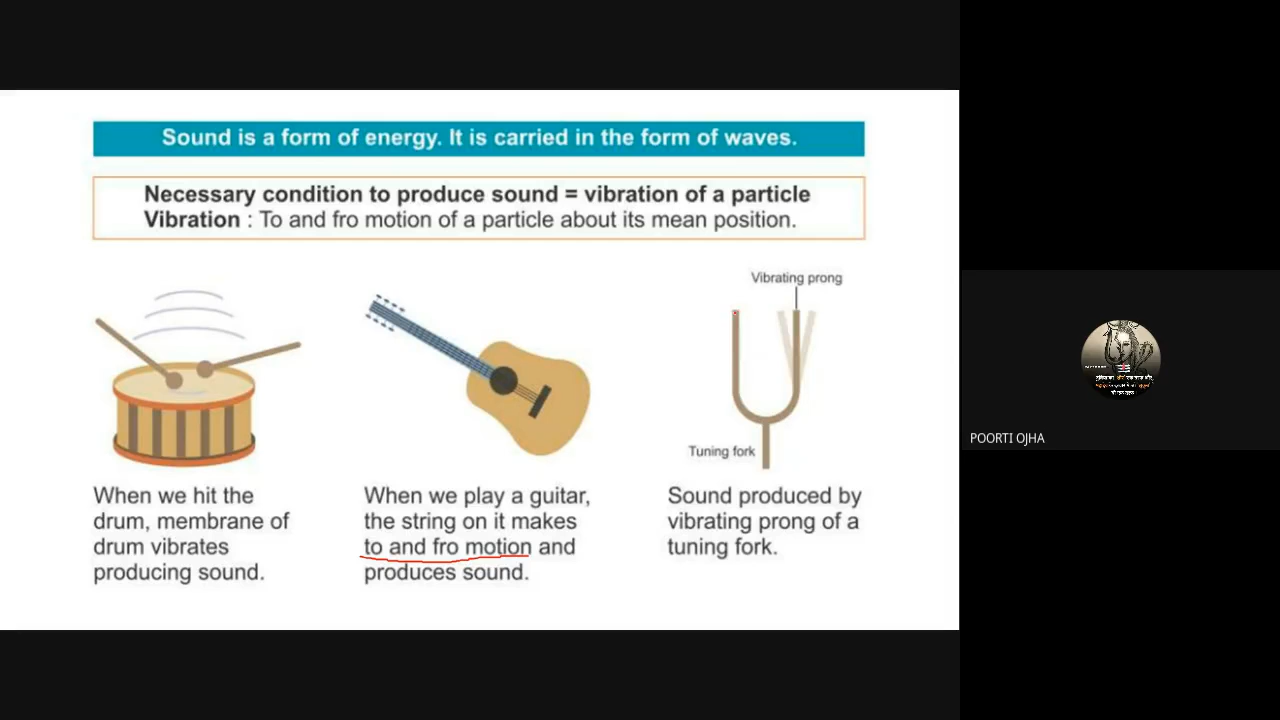 Sound is a form of energy. It is carried in the form of waves.
Necessary condition to produce sound = vibration of a particle
Vibration : To and fro motion of a particle about its mean position.
Vibrating prong
Tuning fork
When we hit the
drum, membrane of
drum vibrates
producing sound.
When we play a guitar,
the string on it makes
to and fro motion and
produces sound.
Sound produced by
vibrating prong of a
tuning fork.
POORTI OJHA